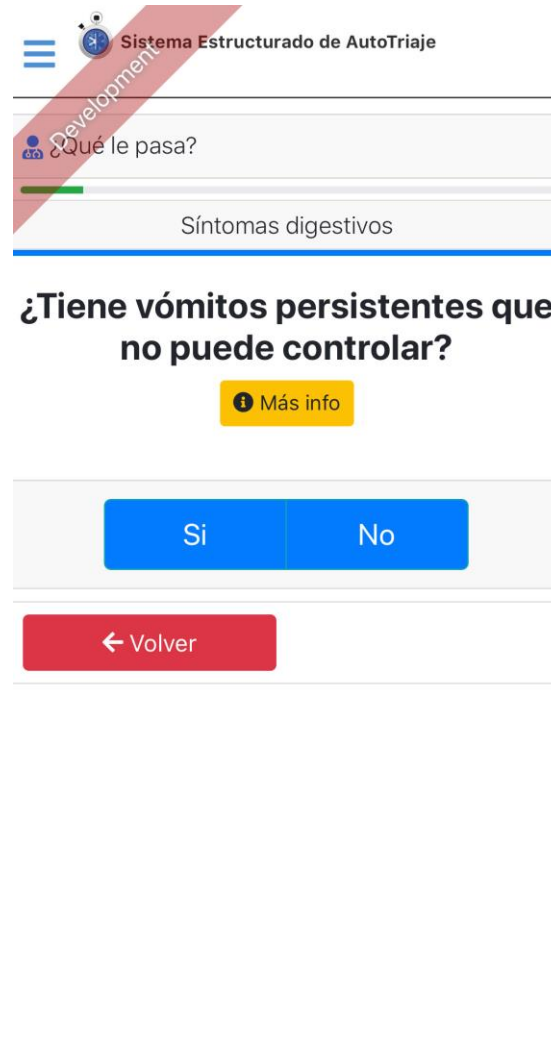 Sistema Estructurado de AutoTriaje
Development
¿Qué le pasa?
Síntomas digestivos
¿Tiene vómitos persistentes que
no puede controlar?
Más info
Si No
Volver